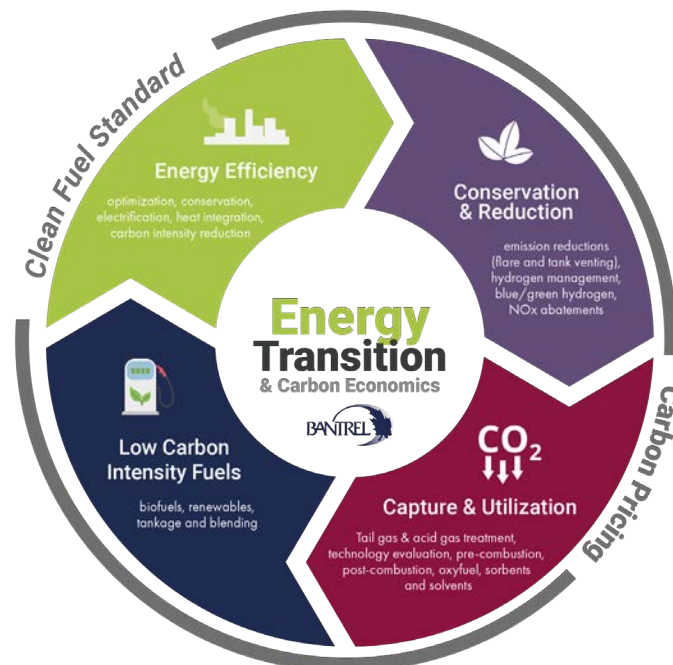 Clean Fuel Standard
Energy Efficiency
optimization, conservation,
electrification, heat integration,
carbon intensity reduction
Conservation
& Reduction
emission reductions
(flare and tank venting),
hydrogen management,
blue/green hydrogen,
NOx abatements
Energy
Transition
& Carbon Economics
BANTREL
Low Carbon
Intensity Fuels
biofuels, renewables,
tankage and blending
CO₂
Capture & Utilization
Tail gas & acid gas treatment,
technology evaluation, pre-combustion,
post-combustion, oxyfuel, sorbents
and solvents
Carbon Pricing